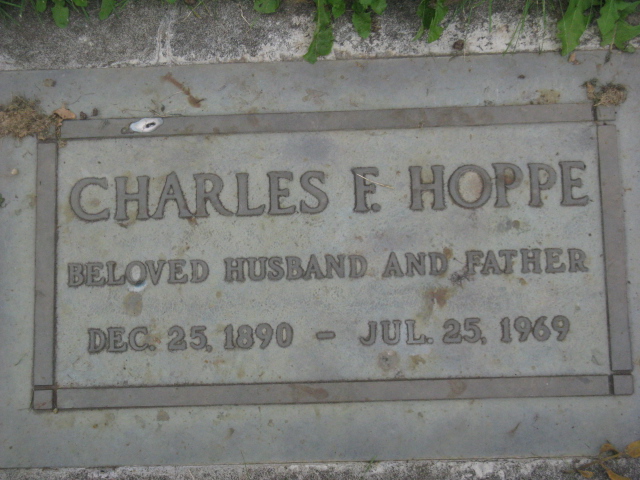 CHARLES F. HOPPE
BELOVED HUSBAND AND FATHER
DEC. 25, 1890 - JUL. 25, 1969